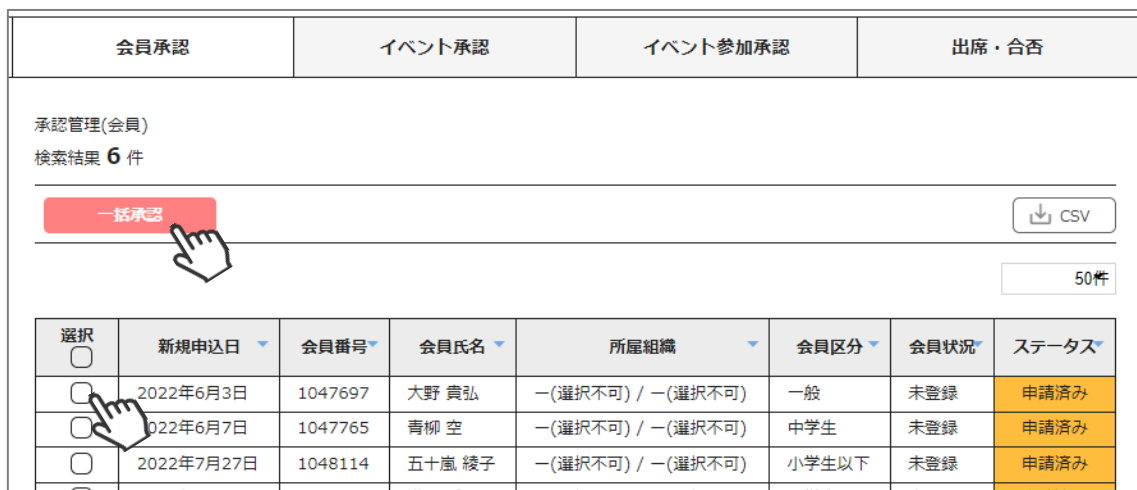 会員承認 イベント承認 イベント参加承認 出席・合否
承認管理(会員)
検索結果 6 件
一括承認 CSV
50件
選択 新規申込日 会員番号 会員氏名 所属組織 会員区分 会員状況 ステータス
2022年6月3日 1047697 大野 貴弘 −(選択不可) / −(選択不可) 一般 未登録 申請済み
2022年6月7日 1047765 青柳 空 −(選択不可) / −(選択不可) 中学生 未登録 申請済み
2022年7月27日 1048114 五十嵐 綾子 −(選択不可) / −(選択不可) 小学生以下 未登録 申請済み